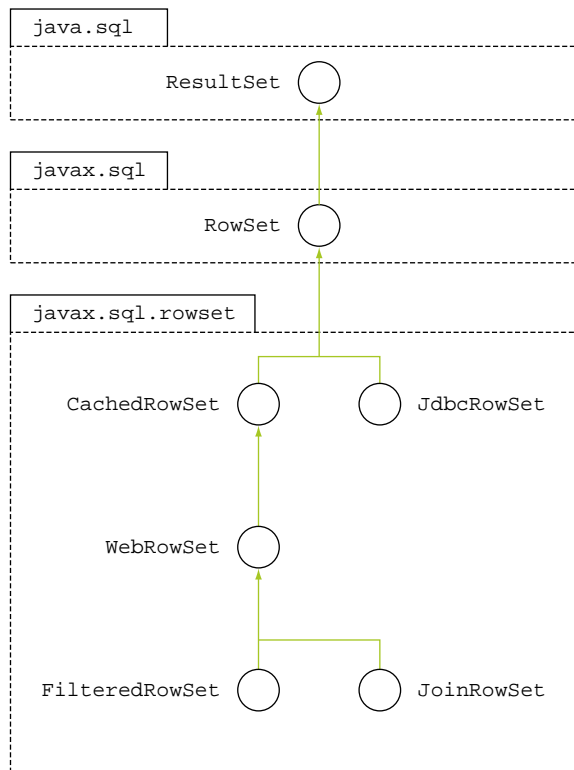 java.sql
ResultSet
javax.sql
RowSet
javax.sql.rowset
CachedRowSet
JdbcRowSet
WebRowSet
FilteredRowSet
JoinRowSet